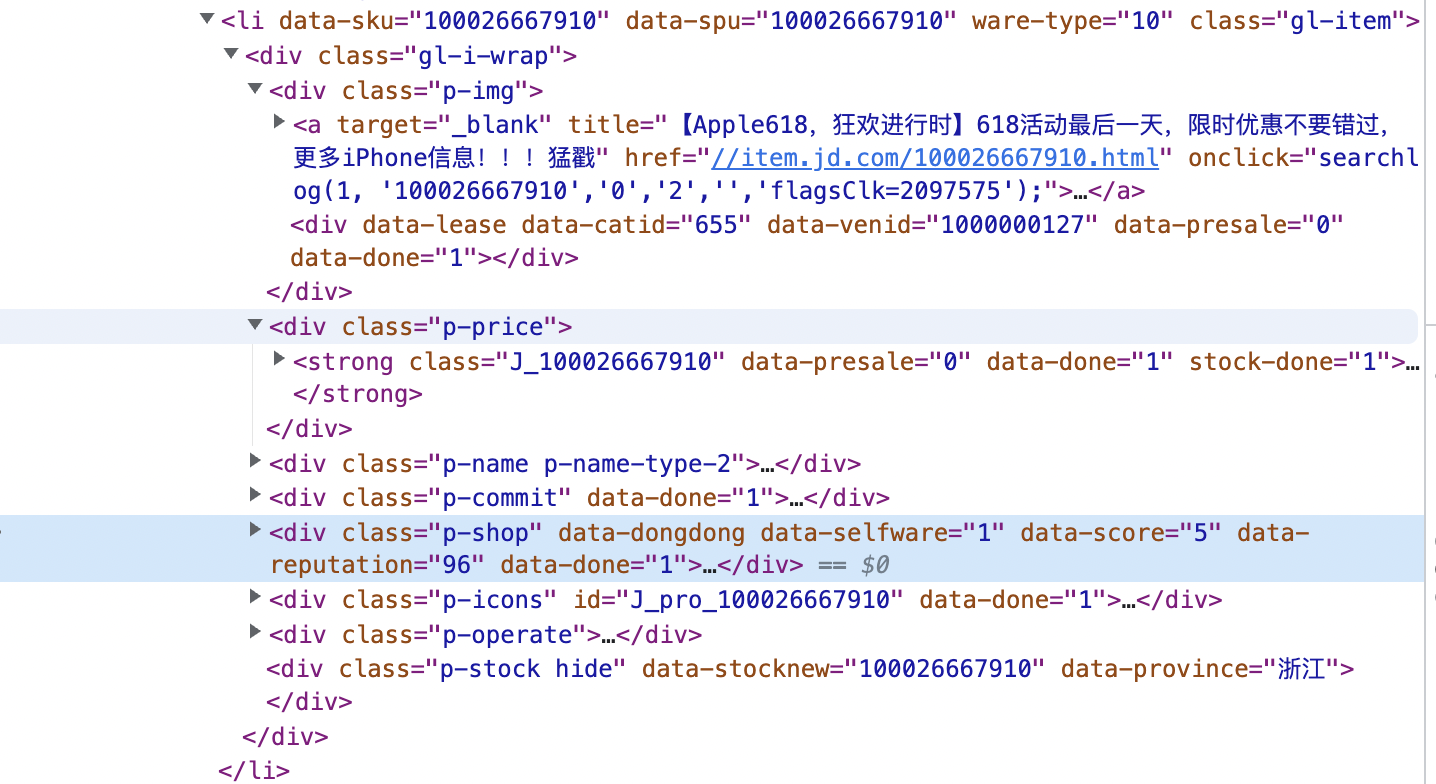 <li data-sku="100026667910" data-spu="100026667910" ware-type="10" class="gl-item">
<div class="gl-i-wrap">
<div class="p-img">
<a target="_blank" title="【Apple618，狂欢进行时】618活动最后一天，限时优惠不要错过，
更多iPhone信息！！！猛戳" href="//item.jd.com/100026667910.html" onclick="searchl
og(1, '100026667910','0','2','','flagsClk=2097575');">…</a>
<div data-lease data-catid="655" data-venid="1000000127" data-presale="0"
data-done="1"></div>
</div>
<div class="p-price">
<strong class="J_100026667910" data-presale="0" data-done="1" stock-done="1">…
</strong>
</div>
<div class="p-name p-name-type-2">…</div>
<div class="p-commit" data-done="1">…</div>
<div class="p-shop" data-dongdong data-selfware="1" data-score="5" data-
reputation="96" data-done="1">…</div> == $0
<div class="p-icons" id="J_pro_100026667910" data-done="1">…</div>
<div class="p-operate">…</div>
<div class="p-stock hide" data-stocknew="100026667910" data-province="浙江">
</div>
</div>
</li>